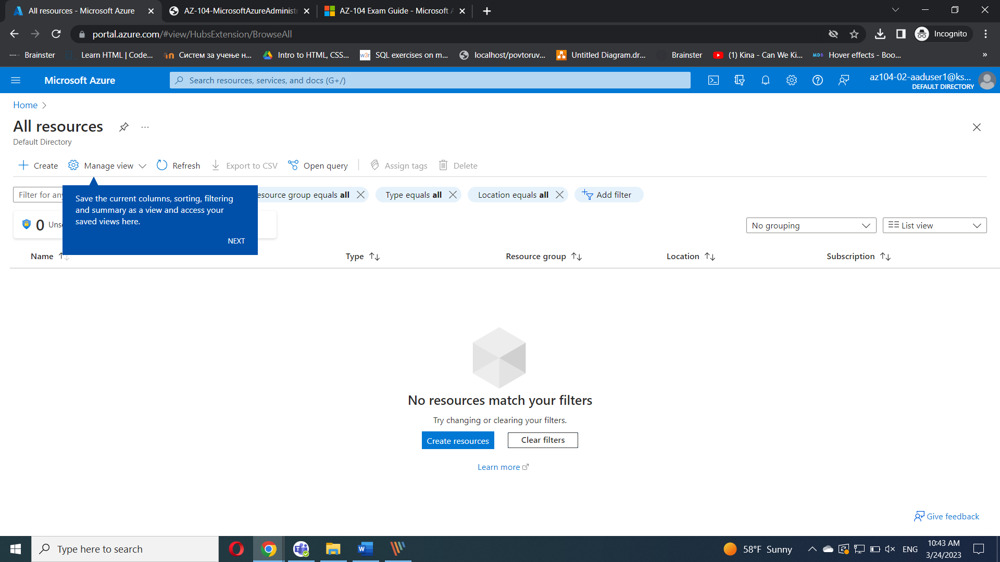 All resources - Microsoft Azure
AZ-104-MicrosoftAzureAdminist
AZ-104 Exam Guide - Microsoft A
portal.azure.com/#view/HubsExtension/BrowseAll
Incognito
Brainster
Learn HTML | Code...
Систем за учење н...
Intro to HTML, CSS...
w3r
SQL exercises on m...
localhost/povtoruv...
Untitled Diagram.dr...
Brainster
(1) Kina - Can We Ki...
MDB
Hover effects - Boo...
»
Microsoft Azure
Search resources, services, and docs (G+/)
az104-02-aaduser1@ks...
DEFAULT DIRECTORY
Home
All resources
...
Default Directory
Create
Manage view
Refresh
Export to CSV
Open query
Assign tags
Delete
Filter for any
esource group equals all
Type equals all
Location equals all
Add filter
Save the current columns, sorting, filtering
and summary as a view and access your
saved views here.
NEXT
0 Unse
No grouping
List view
Name
Type
Resource group
Location
Subscription
No resources match your filters
Try changing or clearing your filters.
Create resources
Clear filters
Learn more
Give feedback
Type here to search
58°F Sunny
ENG
10:43 AM
3/24/2023